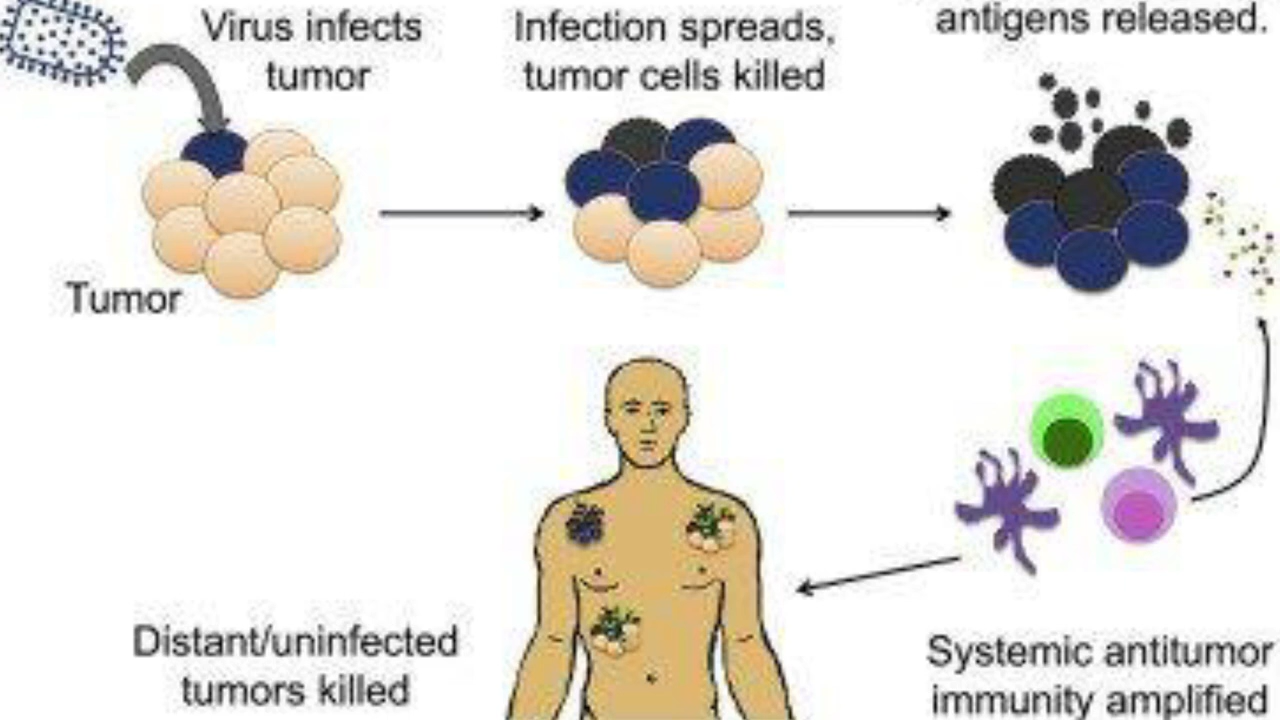 Virus infects
tumor
Infection spreads,
tumor cells killed
antigens released.
Tumor
Distant/uninfected
tumors killed
Systemic antitumor
immunity amplified